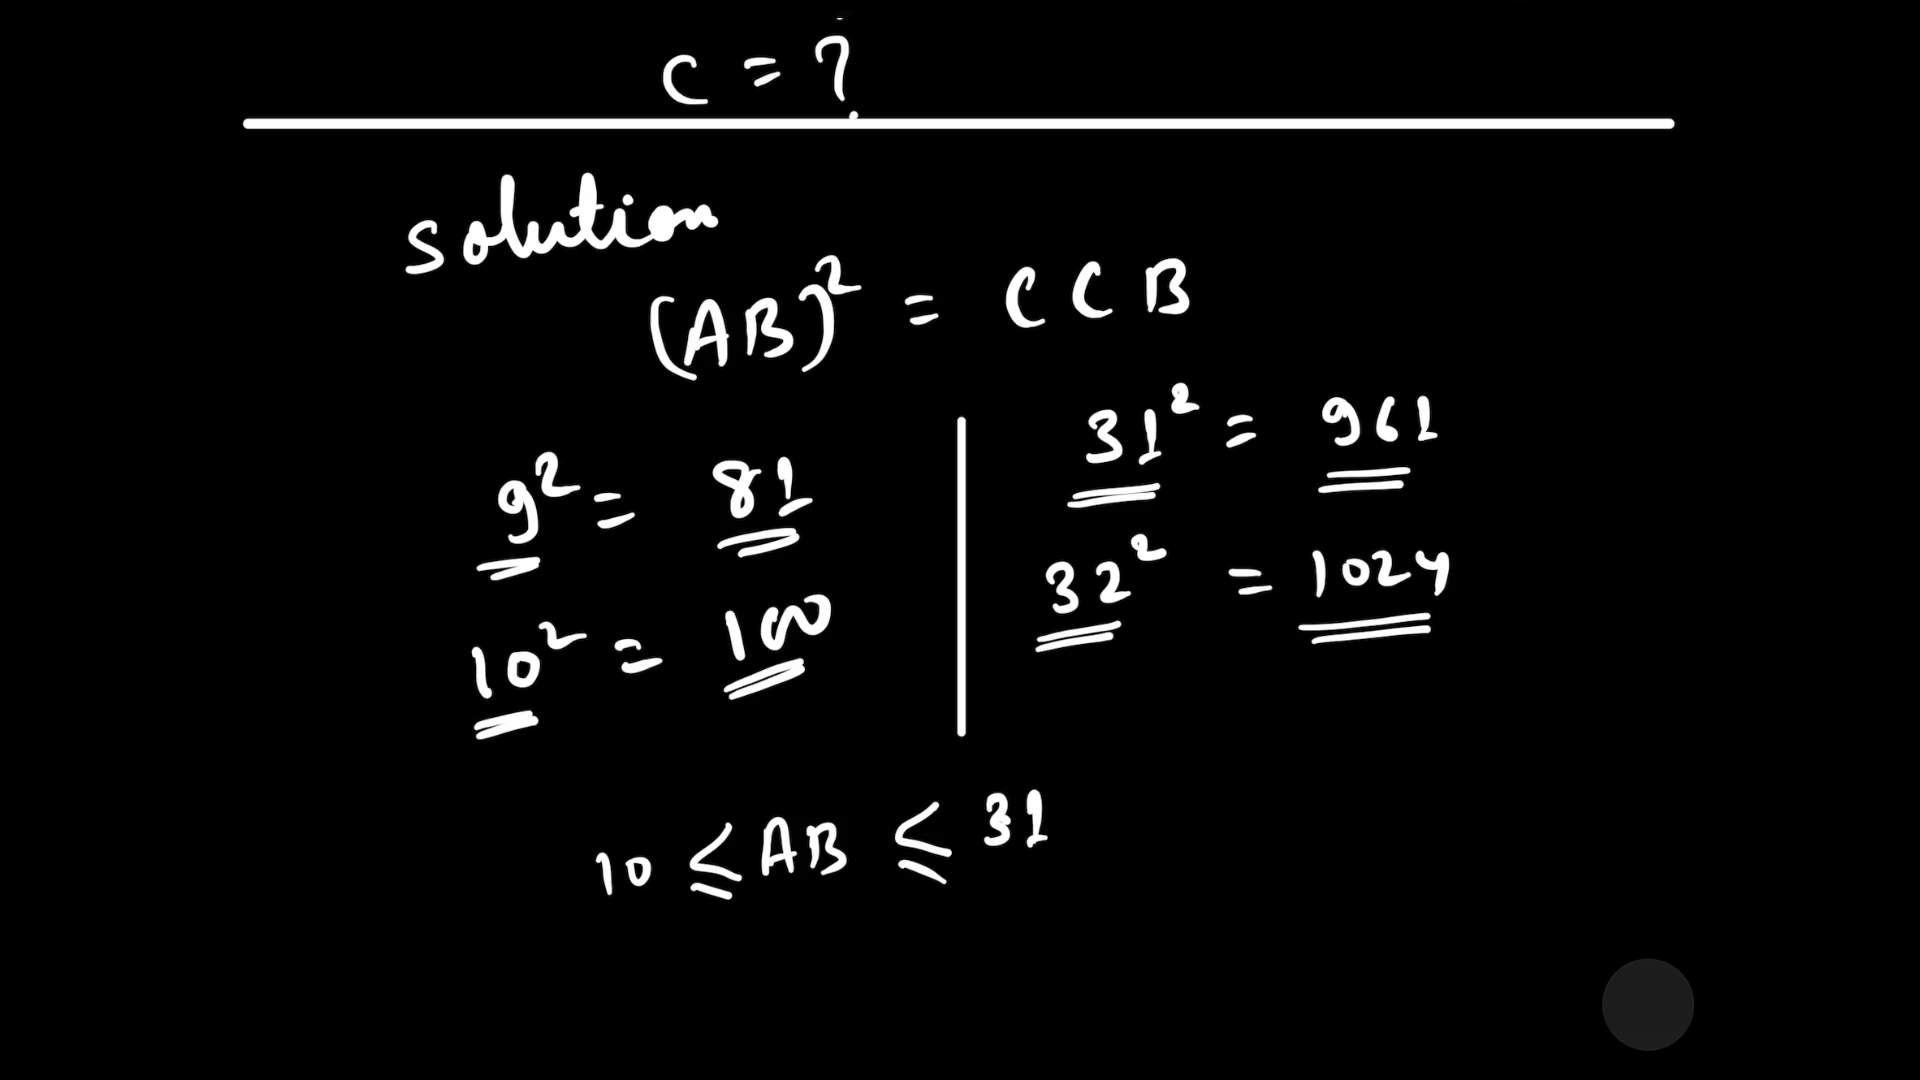 C = ?
solution
(AB)² = CCB
9² = 81
10² = 100
31² = 961
32² = 1024
10 ≤ AB ≤ 31